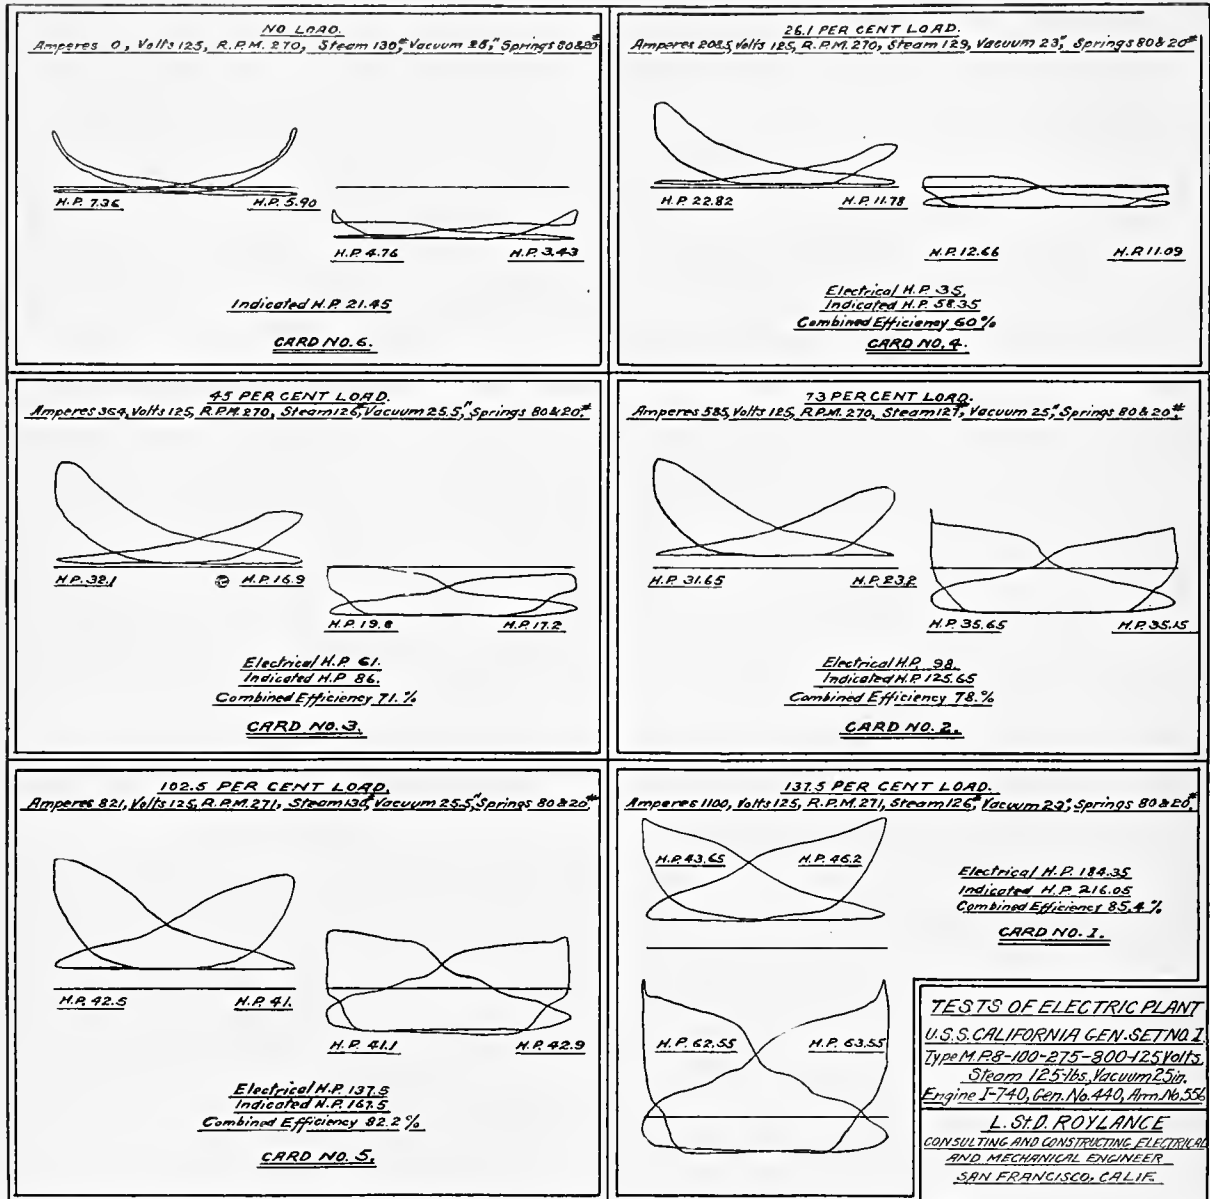 NO LOAD.
Amperes 0, Volts 125, R.P.M. 270, Steam 130#, Vacuum 26," Springs 80 & 20#
H.P. 7.36 H.P. 5.90
H.P. 4.76 H.P. 3.43
Indicated H.P. 21.45
CARD NO. 6.
26.1 PER CENT LOAD.
Amperes 208.5, Volts 125, R.P.M. 270, Steam 129, Vacuum 23", Springs 80 & 20#
H.P. 22.82 H.P. 11.78
H.P. 12.66 H.P. 11.09
Electrical H.P. 35.
Indicated H.P. 58.35
Combined Efficiency 60%
CARD NO. 4.
45 PER CENT LOAD.
Amperes 364, Volts 125, R.P.M. 270, Steam 126#, Vacuum 25.5," Springs 80 & 20#
H.P. 32.1 H.P. 16.9
H.P. 19.8 H.P. 17.2
Electrical H.P. 61.
Indicated H.P. 86.
Combined Efficiency 71.%
CARD NO. 3.
73 PER CENT LOAD.
Amperes 585, Volts 125, R.P.M. 270, Steam 127#, Vacuum 25," Springs 80 & 20#
H.P. 31.65 H.P. 23.2
H.P. 35.65 H.P. 35.15
Electrical H.P. 98.
Indicated H.P. 125.65
Combined Efficiency 78.%
CARD NO. 2.
102.5 PER CENT LOAD.
Amperes 821, Volts 125, R.P.M. 271, Steam 130#, Vacuum 25.5," Springs 80 & 20#
H.P. 42.5 H.P. 41.
H.P. 41.1 H.P. 42.9
Electrical H.P. 137.5
Indicated H.P. 167.5
Combined Efficiency 82.2%
CARD NO. 5.
137.5 PER CENT LOAD.
Amperes 1100, Volts 125, R.P.M. 271, Steam 126#, Vacuum 23", Springs 80 & 20#
H.P. 43.65 H.P. 46.2
Electrical H.P. 184.35
Indicated H.P. 216.05
Combined Efficiency 85.4%
CARD NO. 1.
H.P. 62.55 H.P. 63.55
TESTS OF ELECTRIC PLANT
U.S.S. CALIFORNIA GEN. SET NO. I
Type M.P. 8-100-275-800-125 Volts
Steam 125-lbs, Vacuum 25 in.
Engine I-740, Gen. No. 440, Arm. No. 556
L. St. D. ROYLANCE
CONSULTING AND CONSTRUCTING ELECTRICAL
AND MECHANICAL ENGINEER
SAN FRANCISCO, CALIF.